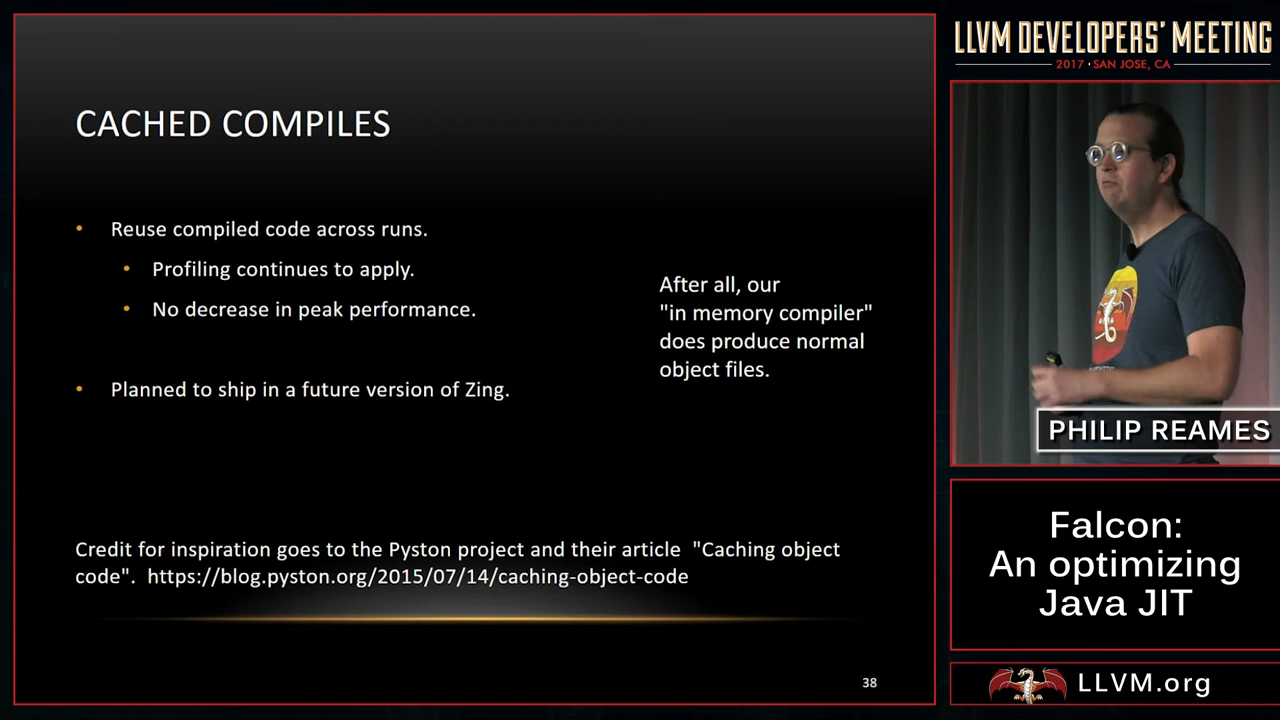 CACHED COMPILES
• Reuse compiled code across runs.
• Profiling continues to apply.
• No decrease in peak performance.
• Planned to ship in a future version of Zing.
After all, our
"in memory compiler"
does produce normal
object files.
Credit for inspiration goes to the Pyston project and their article "Caching object
code". https://blog.pyston.org/2015/07/14/caching-object-code
38
LLVM DEVELOPERS' MEETING
2017 · SAN JOSE, CA
PHILIP REAMES
Falcon:
An optimizing
Java JIT
LLVM.org